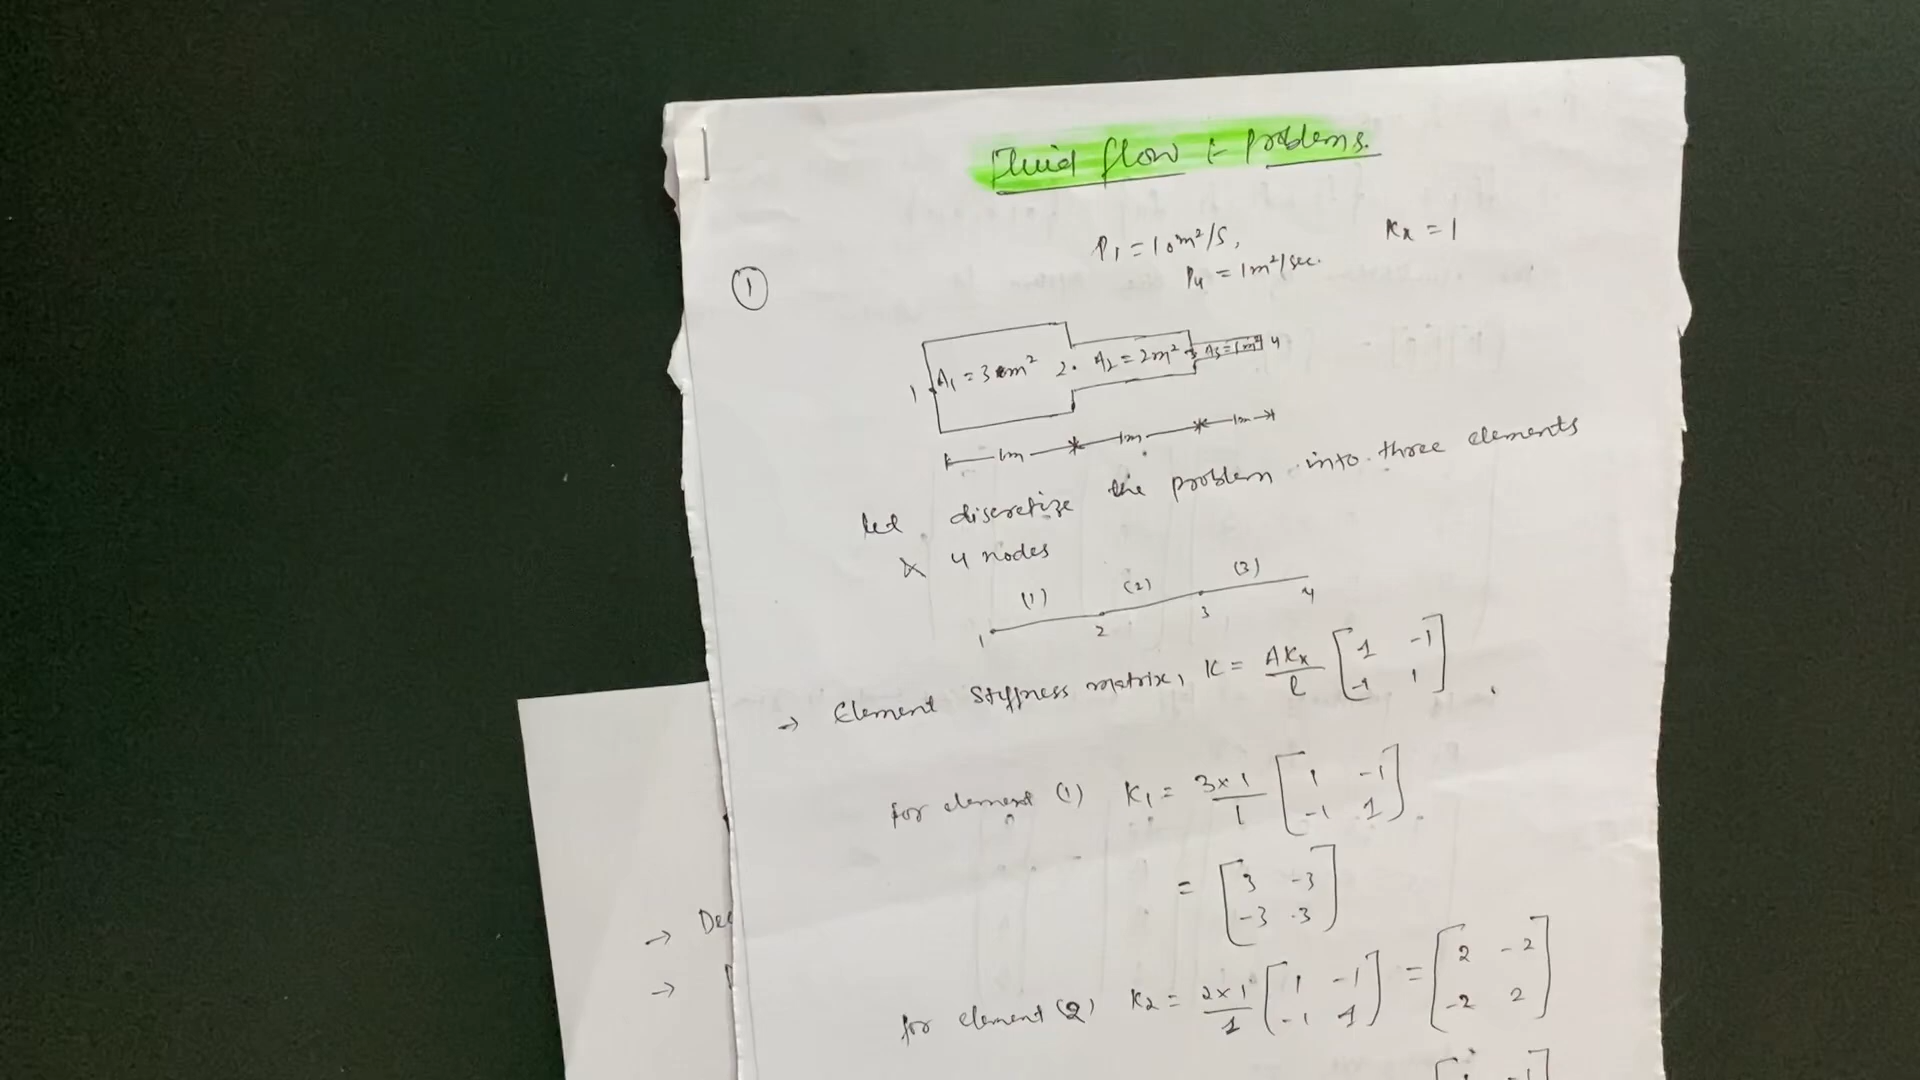 Fluid flow :- Problems.
P1 = 10m²/s,
Kx = 1
P4 = 1m²/sec.
①
1 A1 = 3m² 2. A2 = 2m² 3 A3 = 1m² 4
1m 1m 1m
let discretize the problem into three elements
& 4 nodes
(1) (2) (3)
1 2 3 4
→ Element Stiffness matrix, K = AKx/l [1 -1
-1 1]
for element (1) K1 = 3×1/1 [1 -1
-1 1]
= [3 -3
-3 3]
for element (2) K2 = 2×1/1 [1 -1
-1 1] = [2 -2
-2 2]
→
→
-1